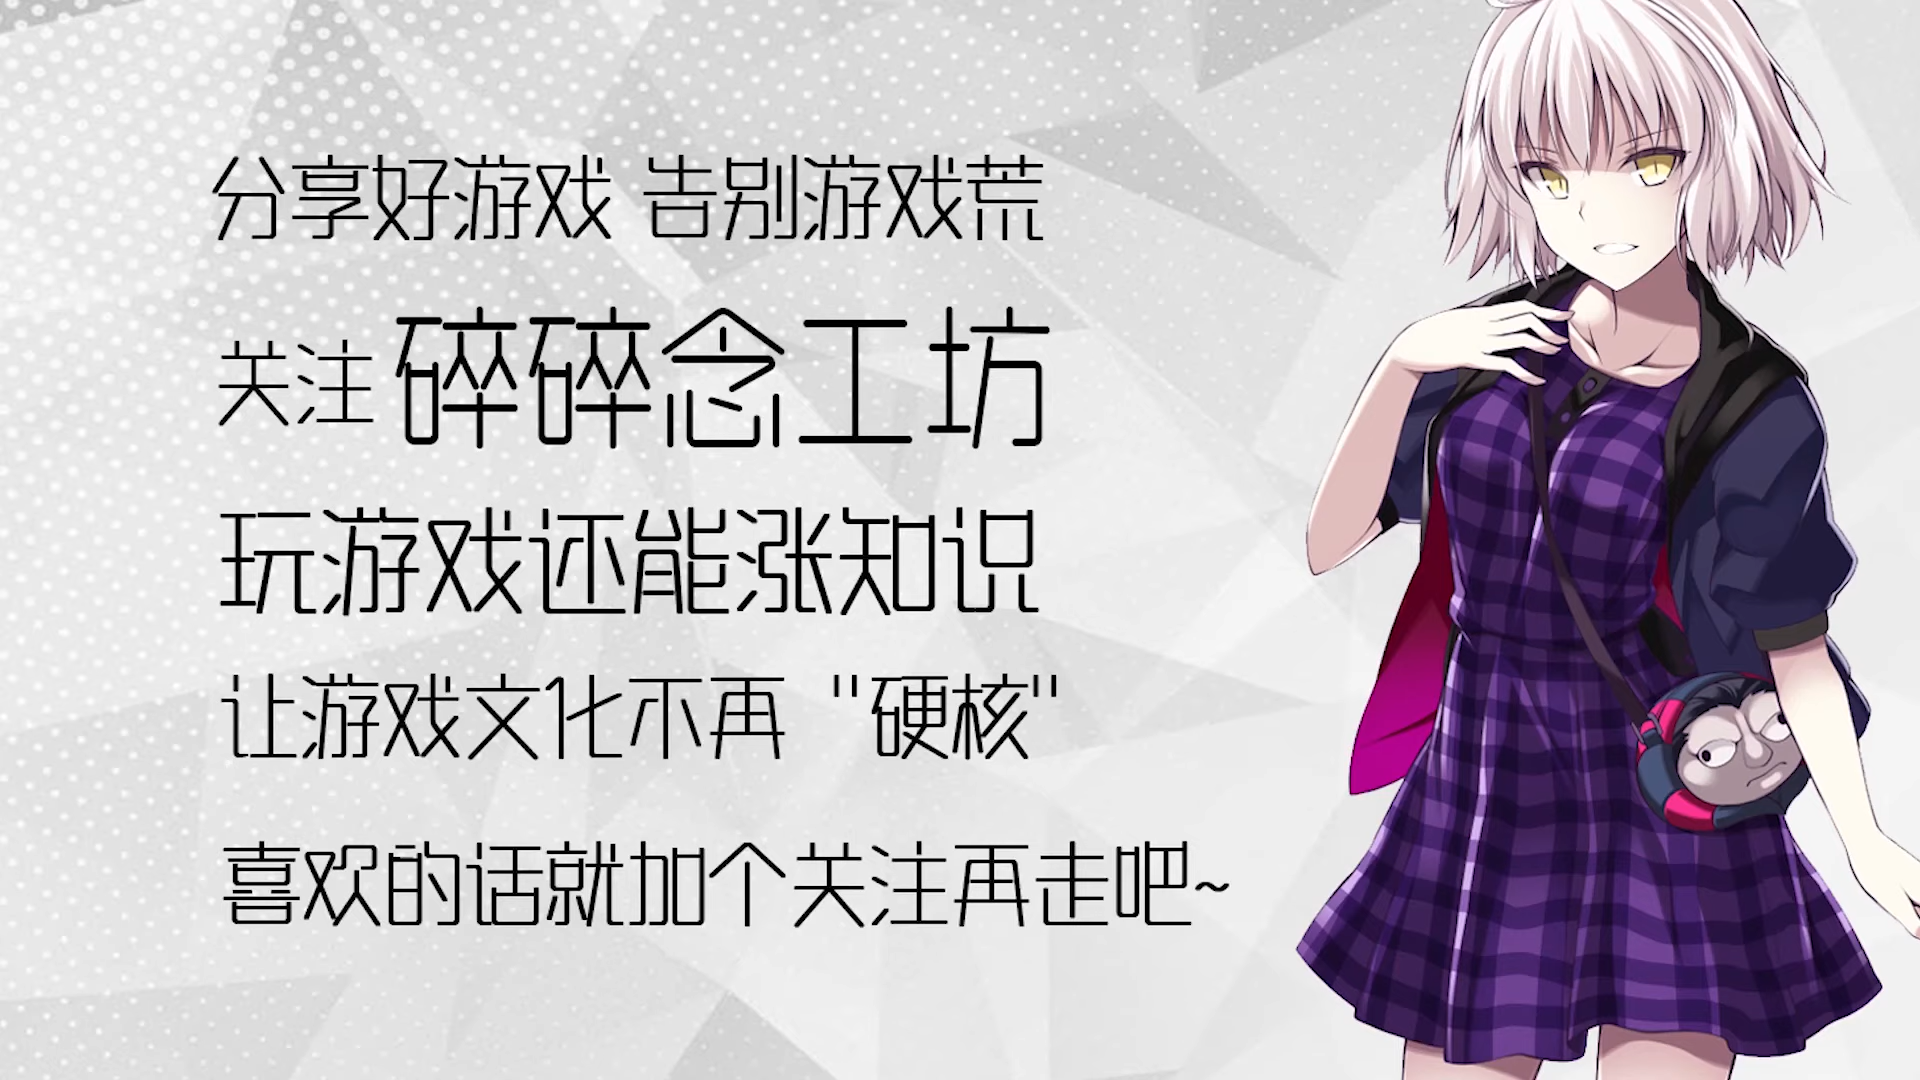 分享好游戏 告别游戏荒
关注 碎碎念工坊
玩游戏还能涨知识
让游戏文化不再 "硬核"
喜欢的话就加个关注再走吧~